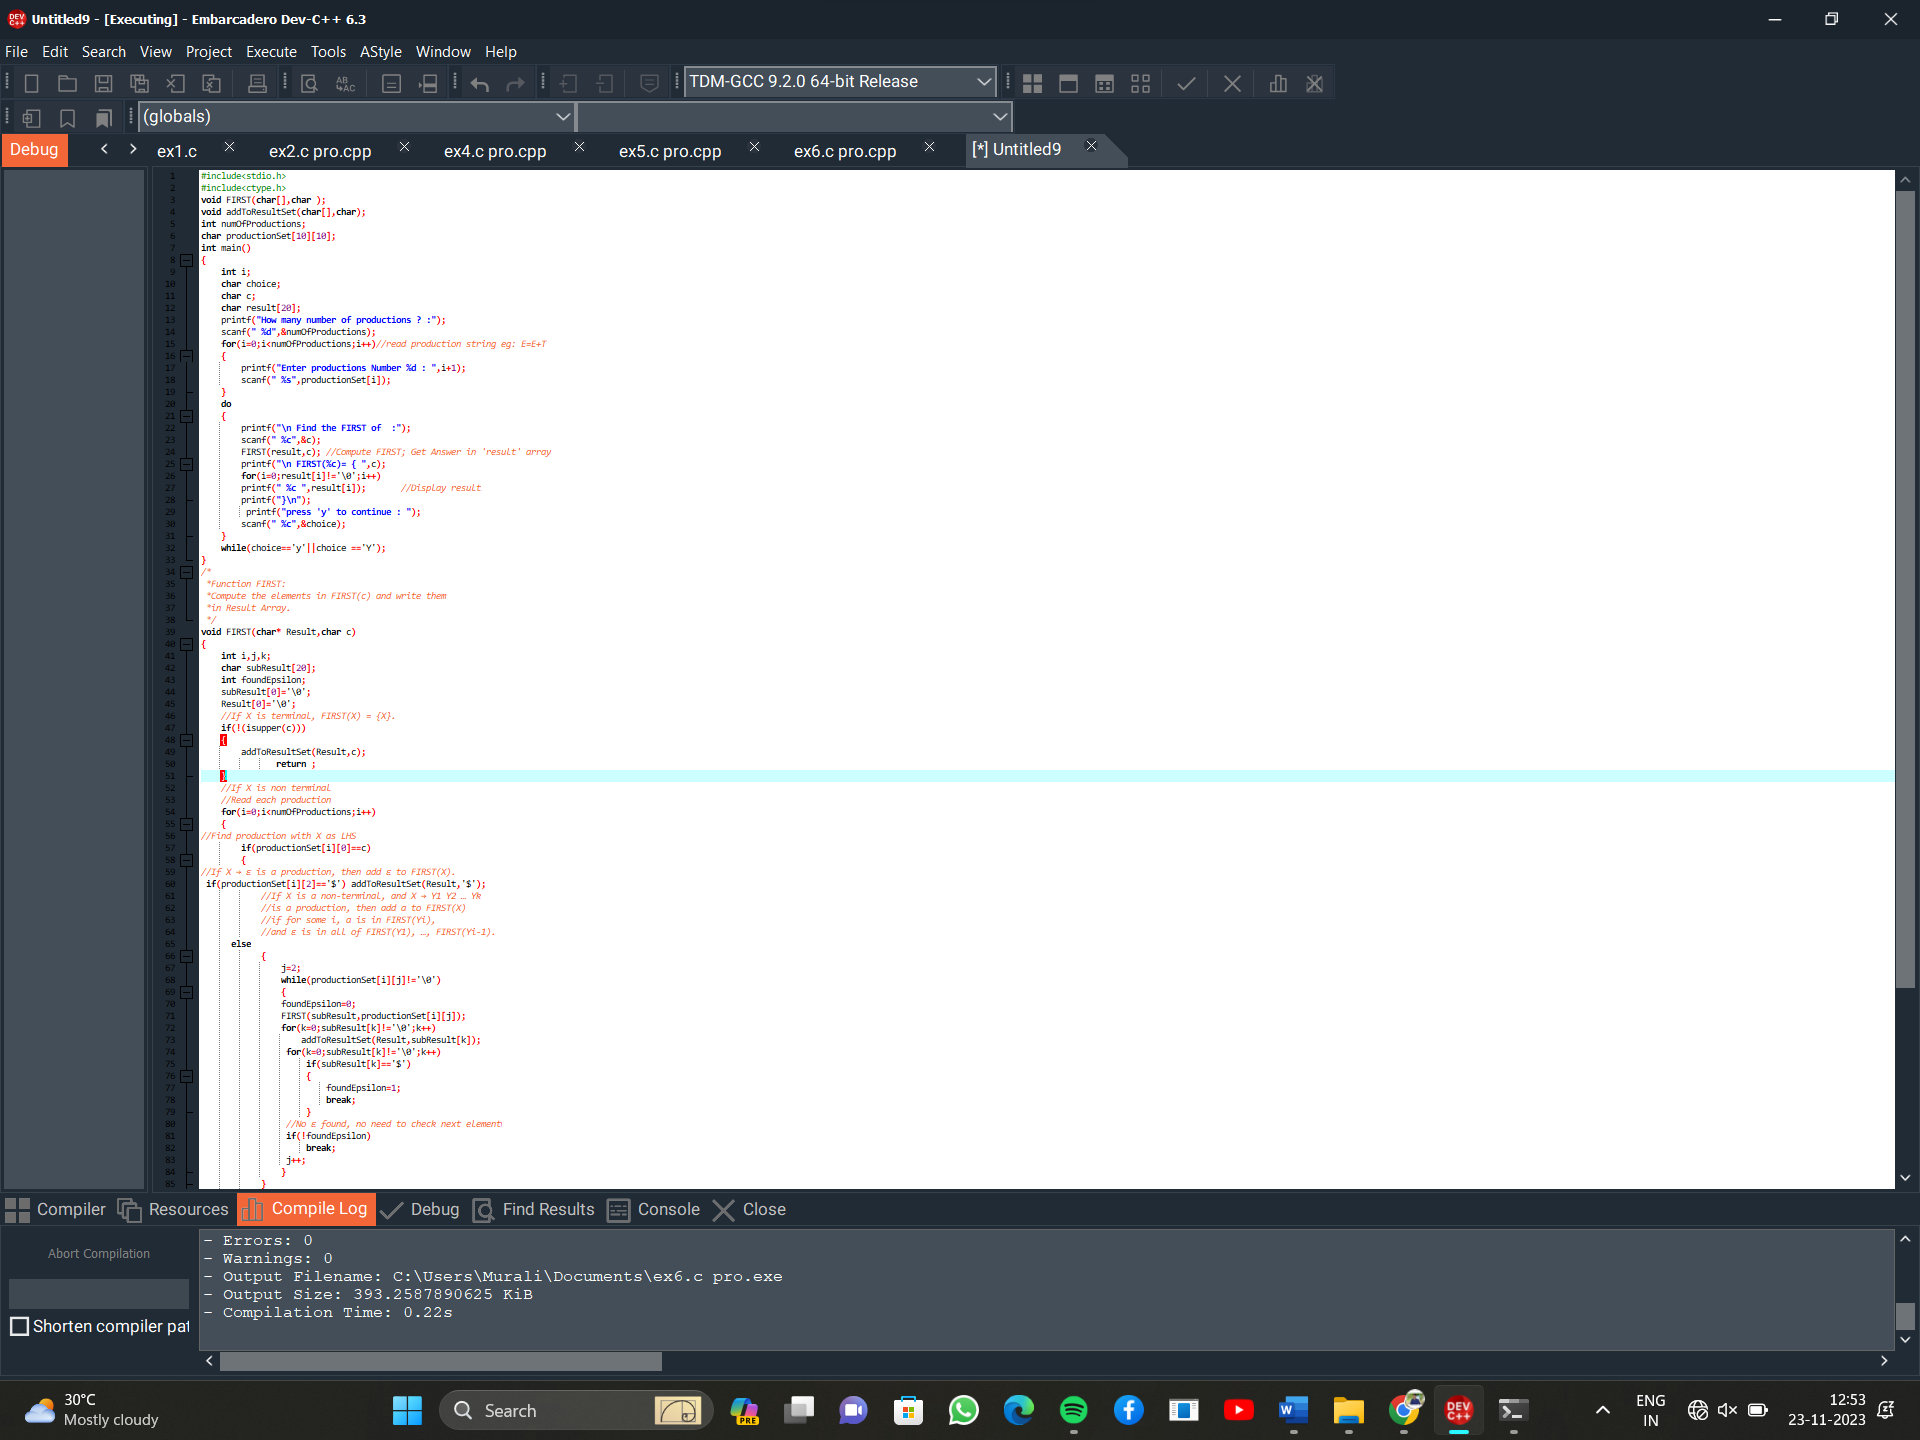 Untitled9 - [Executing] - Embarcadero Dev-C++ 6.3
File Edit Search View Project Execute Tools AStyle Window Help
TDM-GCC 9.2.0 64-bit Release
(globals)
Debug ex1.c ex2.c pro.cpp ex4.c pro.cpp ex5.c pro.cpp ex6.c pro.cpp [*] Untitled9
1 #include<stdio.h>
2 #include<ctype.h>
3 void FIRST(char[],char );
4 void addToResultSet(char[],char);
5 int numOfProductions;
6 char productionSet[10][10];
7 int main()
8 {
9 int i;
10 char choice;
11 char c;
12 char result[20];
13 printf("How many number of productions ? :");
14 scanf(" %d",&numOfProductions);
15 for(i=0;i<numOfProductions;i++)//read production string eg: E=E+T
16 {
17 printf("Enter productions Number %d : ",i+1);
18 scanf(" %s",productionSet[i]);
19 }
20 do
21 {
22 printf("\n Find the FIRST of  :");
23 scanf(" %c",&c);
24 FIRST(result,c); //Compute FIRST; Get Answer in 'result' array
25 printf("\n FIRST(%c)= { ",c);
26 for(i=0;result[i]!='\0';i++)
27 printf(" %c ",result[i]);       //Display result
28 printf("}\n");
29 printf("press 'y' to continue : ");
30 scanf(" %c",&choice);
31 }
32 while(choice=='y'||choice =='Y');
33 }
34 /*
35 *Function FIRST:
36 *Compute the elements in FIRST(c) and write them
37 *in Result Array.
38 */
39 void FIRST(char* Result,char c)
40 {
41 int i,j,k;
42 char subResult[20];
43 int foundEpsilon;
44 subResult[0]='\0';
45 Result[0]='\0';
46 //If X is terminal, FIRST(X) = {X}.
47 if(!(isupper(c)))
48 {
49 addToResultSet(Result,c);
50 return ;
51 }
52 //If X is non terminal
53 //Read each production
54 for(i=0;i<numOfProductions;i++)
55 {
56 //Find production with X as LHS
57 if(productionSet[i][0]==c)
58 {
59 //If X → ε is a production, then add ε to FIRST(X).
60 if(productionSet[i][2]=='$') addToResultSet(Result,'$');
61 //If X is a non-terminal, and X → Y1 Y2 … Yk
62 //is a production, then add a to FIRST(X)
63 //if for some i, a is in FIRST(Yi),
64 //and ε is in all of FIRST(Y1), …, FIRST(Yi-1).
65 else
66 {
67 j=2;
68 while(productionSet[i][j]!='\0')
69 {
70 foundEpsilon=0;
71 FIRST(subResult,productionSet[i][j]);
72 for(k=0;subResult[k]!='\0';k++)
73 addToResultSet(Result,subResult[k]);
74 for(k=0;subResult[k]!='\0';k++)
75 if(subResult[k]=='$')
76 {
77 foundEpsilon=1;
78 break;
79 }
80 //No ε found, no need to check next element
81 if(!foundEpsilon)
82 break;
83 j++;
84 }
85 }
Compiler Resources Compile Log Debug Find Results Console Close
Abort Compilation
Shorten compiler pat
- Errors: 0
- Warnings: 0
- Output Filename: C:\Users\Murali\Documents\ex6.c pro.exe
- Output Size: 393.2587890625 KiB
- Compilation Time: 0.22s
30°C
Mostly cloudy
Search
PRE
DEV C++
ENG
IN
12:53
23-11-2023